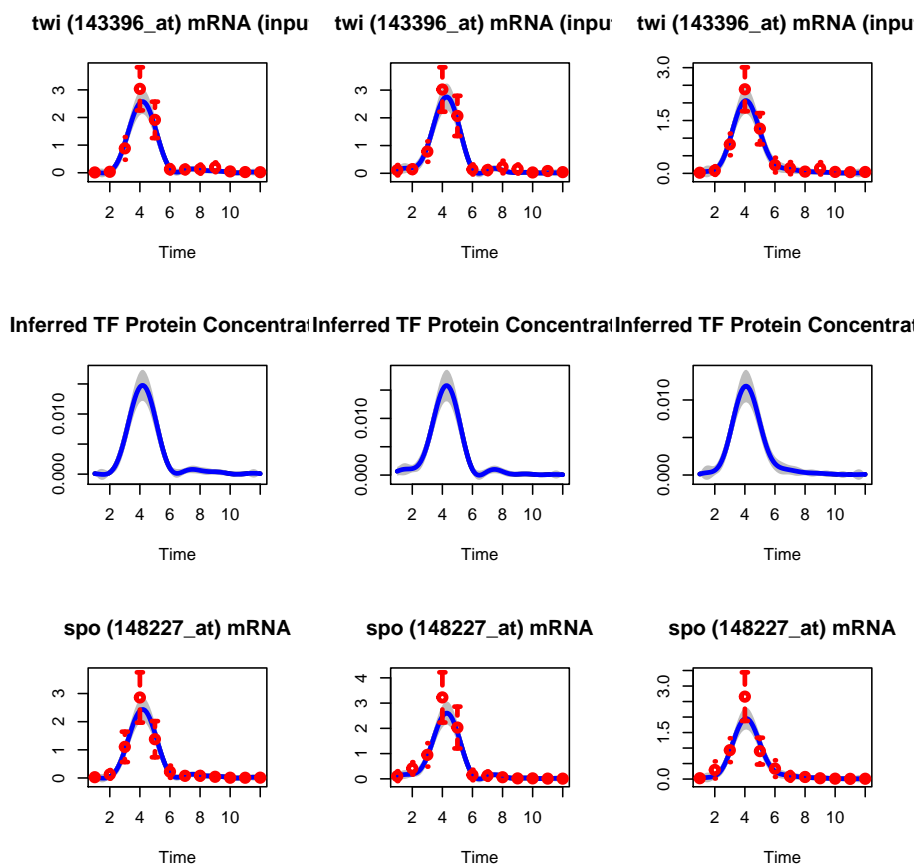 twi (143396_at) mRNA (inpu twi (143396_at) mRNA (inpu twi (143396_at) mRNA (inpu
3 3 3.0
2 2
1 1 1.5
0 0 0.0
2 4 6 8 10 2 4 6 8 10 2 4 6 8 10
Time Time Time
Inferred TF Protein Concentrat Inferred TF Protein Concentrat Inferred TF Protein Concentrat
0.010 0.010 0.010
0.000 0.000 0.000
2 4 6 8 10 2 4 6 8 10 2 4 6 8 10
Time Time Time
spo (148227_at) mRNA spo (148227_at) mRNA spo (148227_at) mRNA
4
3 3 3.0
2 2
1 1 1.5
0 0 0.0
2 4 6 8 10 2 4 6 8 10 2 4 6 8 10
Time Time Time